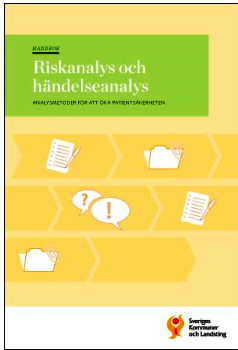 HANDBOK
Riskanalys och
händelseanalys
ANALYSMETODER FÖR ATT ÖKA PATIENTSÄKERHETEN
?
!
Sveriges
Kommuner
och Landsting